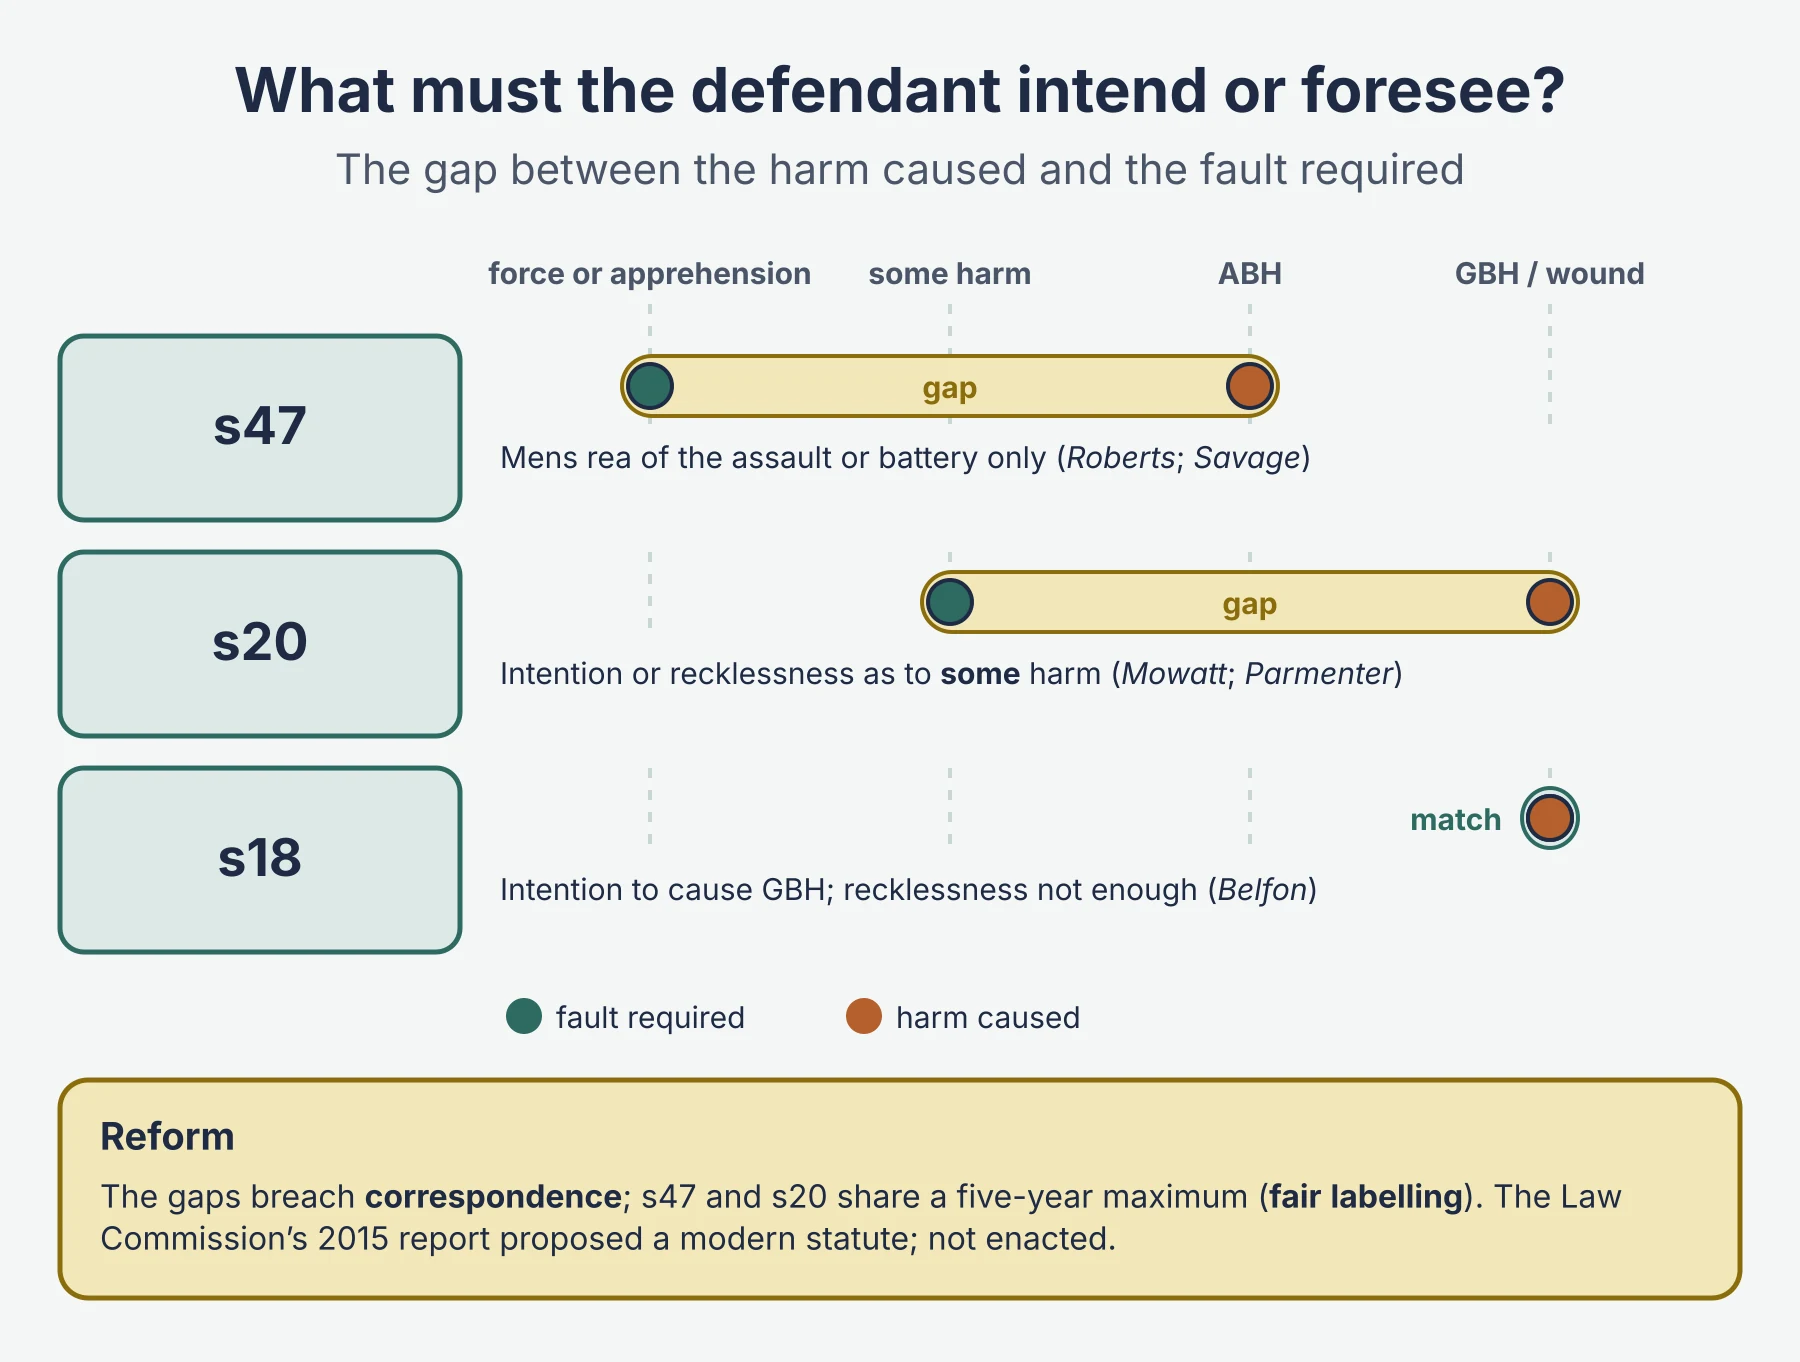 What must the defendant intend or foresee?
The gap between the harm caused and the fault required
force or apprehension some harm ABH GBH / wound
s47
gap
Mens rea of the assault or battery only (Roberts; Savage)
s20
gap
Intention or recklessness as to some harm (Mowatt; Parmenter)
s18
match
Intention to cause GBH; recklessness not enough (Belfon)
fault required harm caused
Reform
The gaps breach correspondence; s47 and s20 share a five-year maximum (fair labelling). The Law
Commission’s 2015 report proposed a modern statute; not enacted.